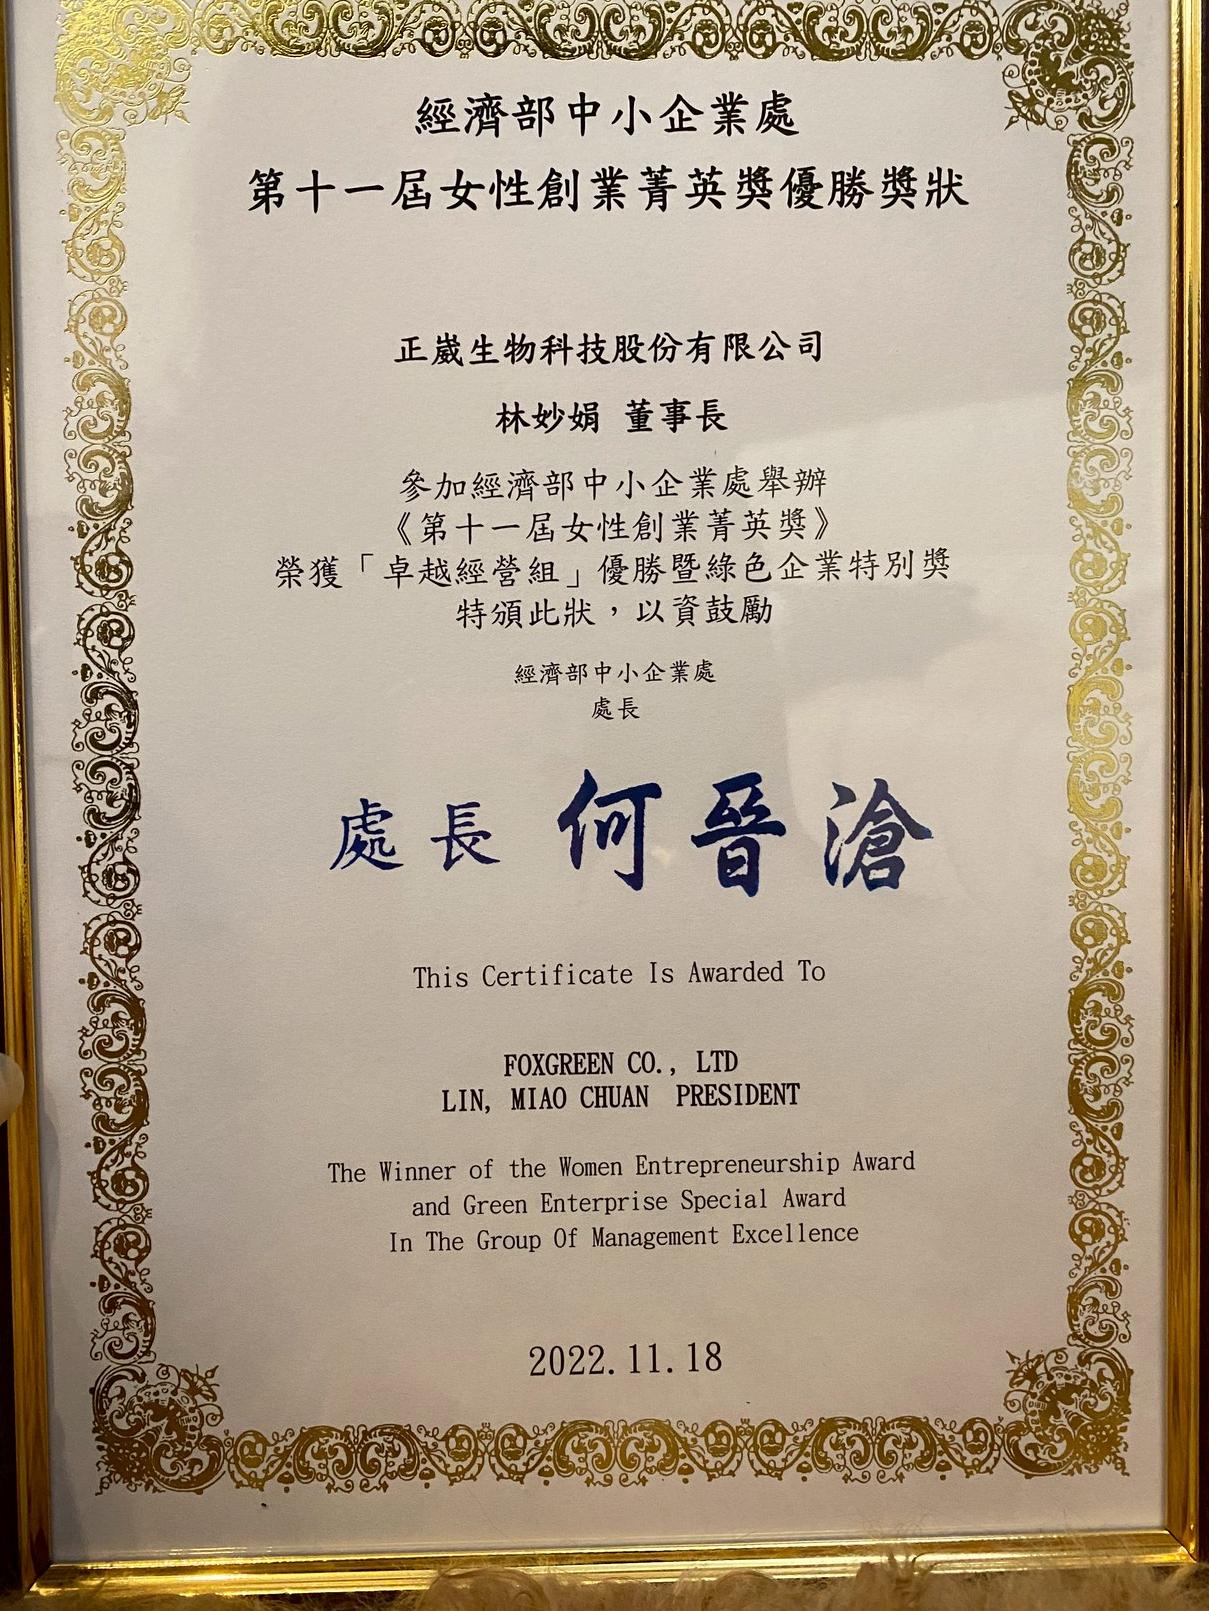 經濟部中小企業處
第十一屆女性創業菁英獎優勝獎狀
正崴生物科技股份有限公司
林妙娟 董事長
參加經濟部中小企業處舉辦
《第十一屆女性創業菁英獎》
榮獲「卓越經營組」優勝暨綠色企業特別獎
特頒此狀，以資鼓勵
經濟部中小企業處
處長
處長 何晉滄
This Certificate Is Awarded To
FOXGREEN CO., LTD
LIN, MIAO CHUAN PRESIDENT
The Winner of the Women Entrepreneurship Award
and Green Enterprise Special Award
In The Group Of Management Excellence
2022.11.18